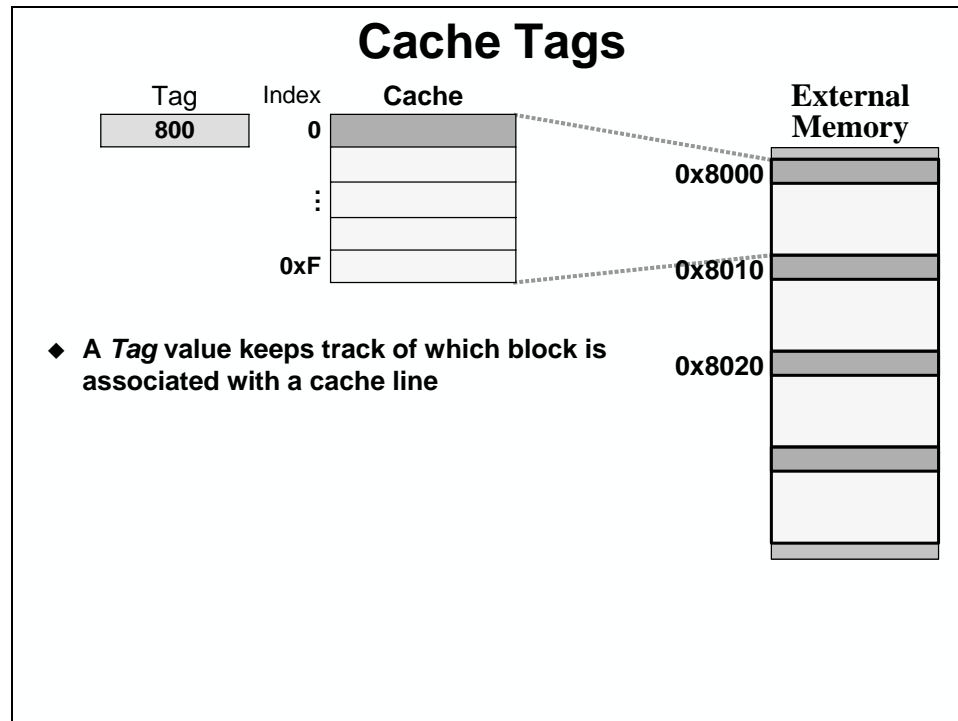 Cache Tags
Tag Index Cache
800 0
⋮
0xF
External
Memory
0x8000
0x8010
0x8020
◆ A Tag value keeps track of which block is
associated with a cache line